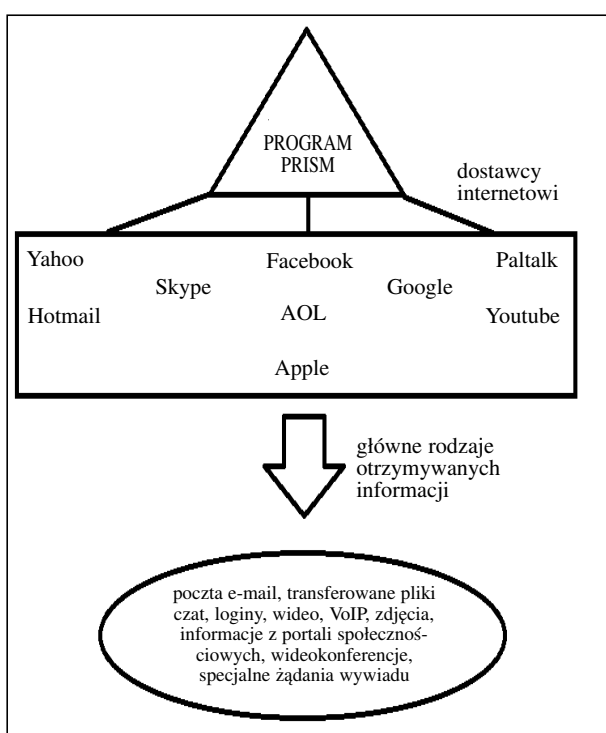 PROGRAM
PRISM
dostawcy
internetowi
Yahoo Facebook Paltalk
Skype Google
Hotmail AOL Youtube
Apple
główne rodzaje
otrzymywanych
informacji
poczta e-mail, transferowane pliki
czat, loginy, wideo, VoIP, zdjęcia,
informacje z portali społecznoś-
ciowych, wideokonferencje,
specjalne żądania wywiadu